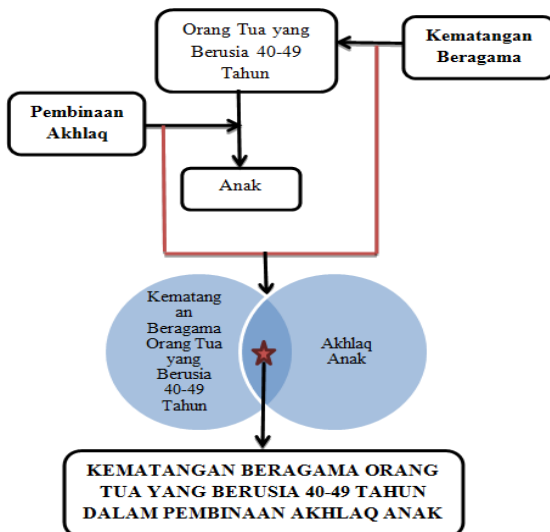 Orang Tua yang
Berusia 40-49
Tahun
Kematangan
Beragama
Pembinaan
Akhlaq
Anak
Kematang
an
Beragama
Orang Tua
yang
Berusia
40-49
Tahun
Akhlaq
Anak
KEMATANGAN BERAGAMA ORANG
TUA YANG BERUSIA 40-49 TAHUN
DALAM PEMBINAAN AKHLAQ ANAK